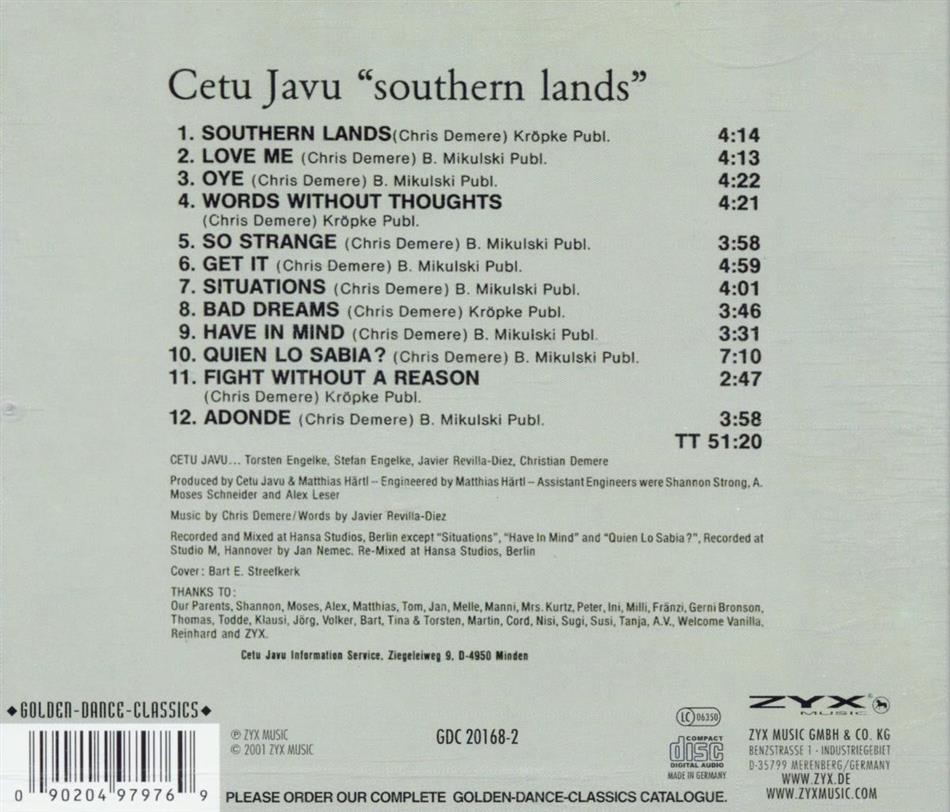 Cetu Javu “southern lands”
1. SOUTHERN LANDS(Chris Demere) Kröpke Publ. 4:14
2. LOVE ME (Chris Demere) B. Mikulski Publ. 4:13
3. OYE (Chris Demere) B. Mikulski Publ. 4:22
4. WORDS WITHOUT THOUGHTS 4:21
(Chris Demere) Kröpke Publ.
5. SO STRANGE (Chris Demere) B. Mikulski Publ. 3:58
6. GET IT (Chris Demere) B. Mikulski Publ. 4:59
7. SITUATIONS (Chris Demere) B. Mikulski Publ. 4:01
8. BAD DREAMS (Chris Demere) Kröpke Publ. 3:46
9. HAVE IN MIND (Chris Demere) B. Mikulski Publ. 3:31
10. QUIEN LO SABIA? (Chris Demere) B. Mikulski Publ. 7:10
11. FIGHT WITHOUT A REASON 2:47
(Chris Demere) Kröpke Publ.
12. ADONDE (Chris Demere) B. Mikulski Publ. 3:58
TT 51:20
CETU JAVU... Torsten Engelke, Stefan Engelke, Javier Revilla-Diez, Christian Demere
Produced by Cetu Javu & Matthias Härtl – Engineered by Matthias Härtl – Assistant Engineers were Shannon Strong, A.
Moses Schneider and Alex Leser
Music by Chris Demere/Words by Javier Revilla-Diez
Recorded and Mixed at Hansa Studios, Berlin except “Situations”, “Have In Mind” and “Quien Lo Sabia?”, Recorded at
Studio M, Hannover by Jan Nemec. Re-Mixed at Hansa Studios, Berlin
Cover: Bart E. Streefkerk
THANKS TO:
Our Parents, Shannon, Moses, Alex, Matthias, Tom, Jan, Melle, Manni, Mrs. Kurtz, Peter, Ini, Milli, Fränzi, Gerni Bronson,
Thomas, Todde, Klausi, Jörg, Volker, Bart, Tina & Torsten, Martin, Cord, Nisi, Sugi, Susi, Tanja, A.V., Welcome Vanilla,
Reinhard and ZYX.
Cetu Javu Information Service, Ziegeleiweg 9, D-4950 Minden
◆GOLDEN-DANCE-CLASSICS◆
0 90204 97976 9
℗ ZYX MUSIC
© 2001 ZYX MUSIC
GDC 20168-2
LC 06350
COMPACT
disc
DIGITAL AUDIO
MADE IN GERMANY
ZYX®
MUSIC
ZYX MUSIC GMBH & CO. KG
BENZSTRASSE 1 · INDUSTRIEGEBIET
D-35799 MERENBERG/GERMANY
WWW.ZYX.DE
WWW.ZYXMUSIC.COM
PLEASE ORDER OUR COMPLETE GOLDEN-DANCE-CLASSICS CATALOGUE.